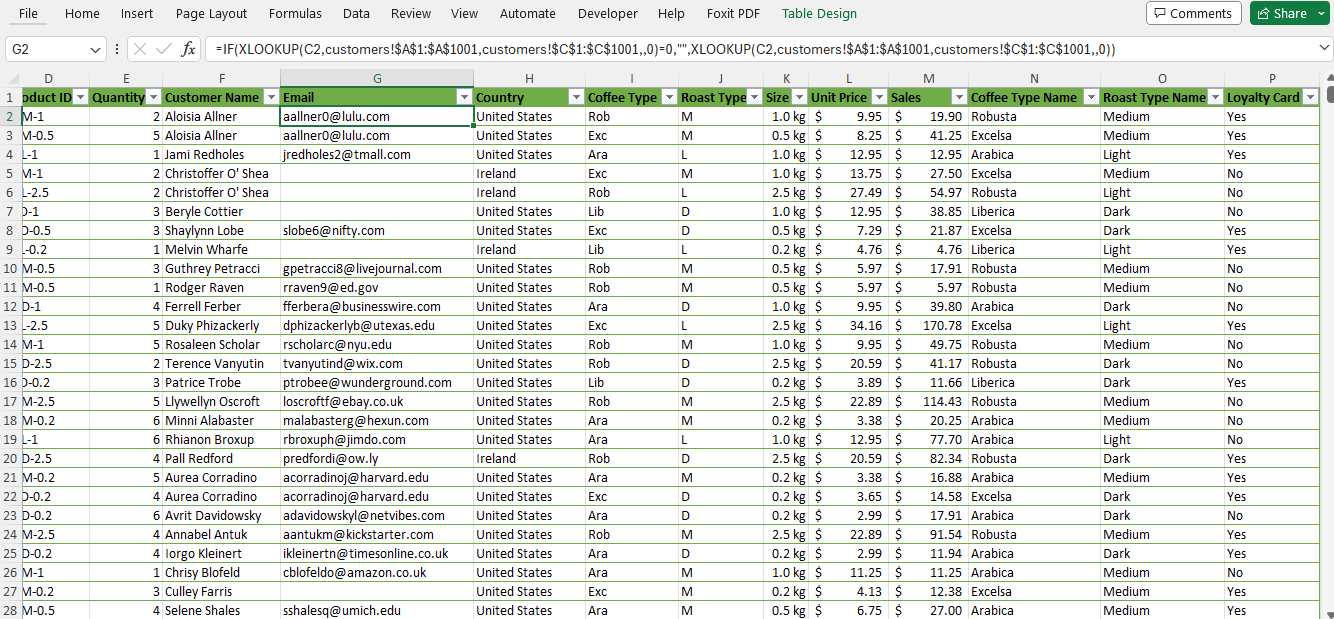 File Home Insert Page Layout Formulas Data Review View Automate Developer Help Foxit PDF Table Design Comments Share
G2 fx =IF(XLOOKUP(C2,customers!$A$1:$A$1001,customers!$C$1:$C$1001,,0)=0,"",XLOOKUP(C2,customers!$A$1:$A$1001,customers!$C$1:$C$1001,,0))
D E F G H I J K L M N O P
1 oduct ID Quantity Customer Name Email Country Coffee Type Roast Type Size Unit Price Sales Coffee Type Name Roast Type Name Loyalty Card
2 M-1 2 Aloisia Allner aallner0@lulu.com United States Rob M 1.0 kg $ 9.95 $ 19.90 Robusta Medium Yes
3 M-0.5 5 Aloisia Allner aallner0@lulu.com United States Exc M 0.5 kg $ 8.25 $ 41.25 Excelsa Medium Yes
4 L-1 1 Jami Redholes jredholes2@tmall.com United States Ara L 1.0 kg $ 12.95 $ 12.95 Arabica Light Yes
5 M-1 2 Christoffer O' Shea Ireland Exc M 1.0 kg $ 13.75 $ 27.50 Excelsa Medium No
6 L-2.5 2 Christoffer O' Shea Ireland Rob L 2.5 kg $ 27.49 $ 54.97 Robusta Light No
7 D-1 3 Beryle Cottier United States Lib D 1.0 kg $ 12.95 $ 38.85 Liberica Dark No
8 D-0.5 3 Shaylynn Lobe slobe6@nifty.com United States Exc D 0.5 kg $ 7.29 $ 21.87 Excelsa Dark Yes
9 L-0.2 1 Melvin Wharfe Ireland Lib L 0.2 kg $ 4.76 $ 4.76 Liberica Light Yes
10 M-0.5 3 Guthrey Petracci gpetracci8@livejournal.com United States Rob M 0.5 kg $ 5.97 $ 17.91 Robusta Medium No
11 M-0.5 1 Rodger Raven rraven9@ed.gov United States Rob M 0.5 kg $ 5.97 $ 5.97 Robusta Medium No
12 D-1 4 Ferrell Ferber fferbera@businesswire.com United States Ara D 1.0 kg $ 9.95 $ 39.80 Arabica Dark No
13 L-2.5 5 Duky Phizackerly dphizackerlyb@utexas.edu United States Exc L 2.5 kg $ 34.16 $ 170.78 Excelsa Light Yes
14 M-1 5 Rosaleen Scholar rscholarc@nyu.edu United States Rob M 1.0 kg $ 9.95 $ 49.75 Robusta Medium No
15 D-2.5 2 Terence Vanyutin tvanyutind@wix.com United States Rob D 2.5 kg $ 20.59 $ 41.17 Robusta Dark No
16 D-0.2 3 Patrice Trobe ptrobee@wunderground.com United States Lib D 0.2 kg $ 3.89 $ 11.66 Liberica Dark Yes
17 M-2.5 5 Llywellyn Oscroft loscroftf@ebay.co.uk United States Rob M 2.5 kg $ 22.89 $ 114.43 Robusta Medium No
18 M-0.2 6 Minni Alabaster malabasterg@hexun.com United States Ara M 0.2 kg $ 3.38 $ 20.25 Arabica Medium No
19 L-1 6 Rhianon Broxup rbroxuph@jimdo.com United States Ara L 1.0 kg $ 12.95 $ 77.70 Arabica Light No
20 D-2.5 4 Pall Redford predfordi@ow.ly Ireland Rob D 2.5 kg $ 20.59 $ 82.34 Robusta Dark Yes
21 M-0.2 5 Aurea Corradino acorradinoj@harvard.edu United States Ara M 0.2 kg $ 3.38 $ 16.88 Arabica Medium Yes
22 D-0.2 4 Aurea Corradino acorradinoj@harvard.edu United States Exc D 0.2 kg $ 3.65 $ 14.58 Excelsa Dark Yes
23 D-0.2 6 Avrit Davidowsky adavidowskyl@netvibes.com United States Ara D 0.2 kg $ 2.99 $ 17.91 Arabica Dark No
24 M-2.5 4 Annabel Antuk aantukm@kickstarter.com United States Rob M 2.5 kg $ 22.89 $ 91.54 Robusta Medium Yes
25 D-0.2 4 Iorgo Kleinert ikleinertn@timesonline.co.uk United States Ara D 0.2 kg $ 2.99 $ 11.94 Arabica Dark Yes
26 M-1 1 Chrisy Blofeld cblofeldo@amazon.co.uk United States Ara M 1.0 kg $ 11.25 $ 11.25 Arabica Medium No
27 M-0.2 3 Culley Farris United States Exc M 0.2 kg $ 4.13 $ 12.38 Excelsa Medium Yes
28 M-0.5 4 Selene Shales sshalesq@umich.edu United States Ara M 0.5 kg $ 6.75 $ 27.00 Arabica Medium Yes